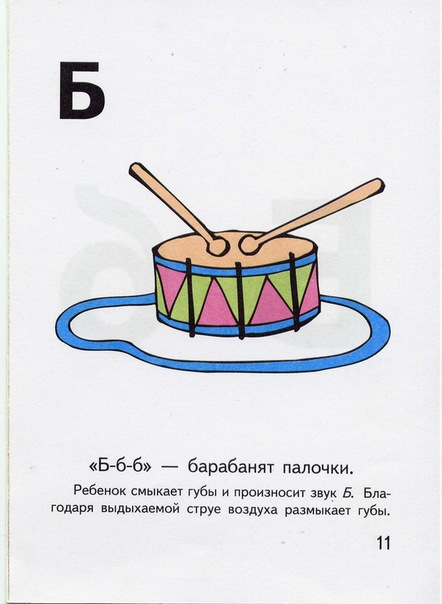 Б
«Б-б-б» — барабанят палочки.
Ребенок смыкает губы и произносит звук Б. Бла-
годаря выдыхаемой струе воздуха размыкает губы.
11